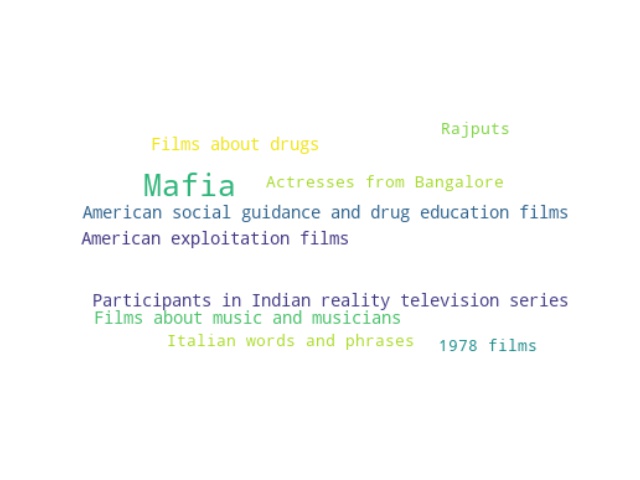 Rajputs
Films about drugs
Mafia
Actresses from Bangalore
American social guidance and drug education films
American exploitation films
Participants in Indian reality television series
Films about music and musicians
Italian words and phrases
1978 films